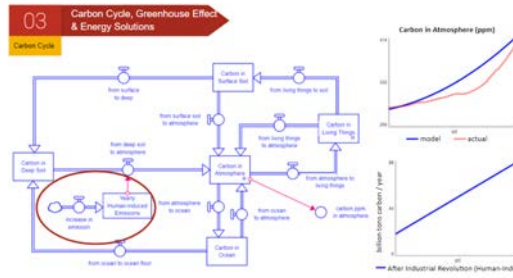 03
Carbon Cycle, Greenhouse Effect
& Energy Solutions
Carbon Cycle
Carbon in
Surface Soil
from surface
to deep
from living things to soil
from surface soil
to atmosphere
Carbon in
Living Things
from living things
to atmosphere
from deep soil
to atmosphere
Carbon in
Deep Soil
Carbon in
Atmosphere
from atmosphere to
living things
Yearly
Human-induced
Emissions
increase in
emission
from atmosphere
to ocean
from ocean
to atmosphere
carbon ppm
in atmosphere
Carbon in
Ocean
from ocean to ocean floor
Carbon in Atmosphere (ppm)
model
actual
billion tons carbon / year
After Industrial Revolution (Human-Ind